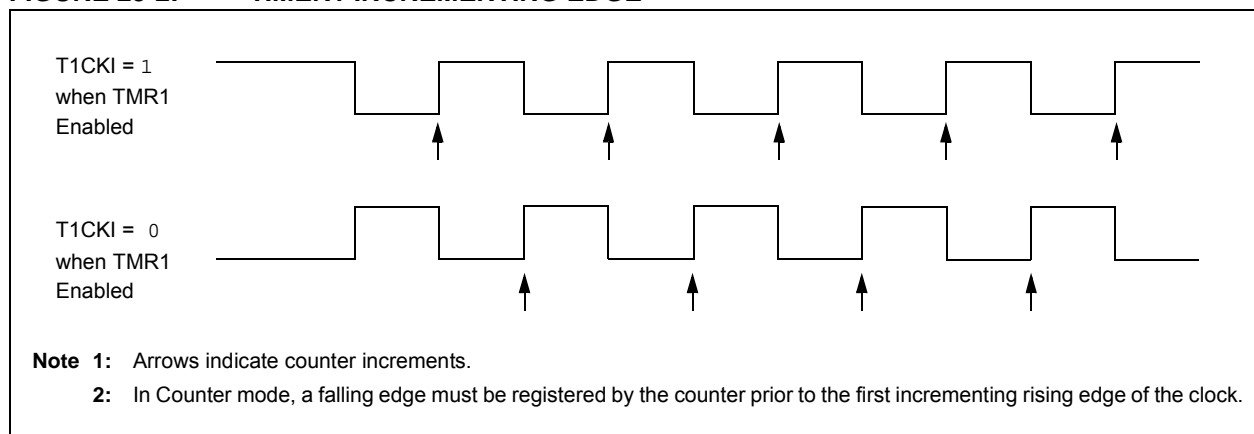 T1CKI = 1
when TMR1
Enabled
T1CKI = 0
when TMR1
Enabled
Note 1: Arrows indicate counter increments.
2: In Counter mode, a falling edge must be registered by the counter prior to the first incrementing rising edge of the clock.